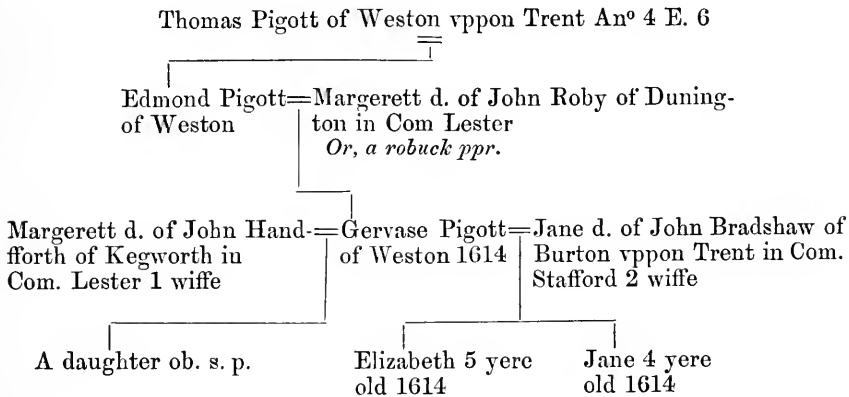 Thomas Pigott of Weston vppon Trent Anº 4 E. 6
Edmond Pigott=Margerett d. of John Roby of Duning-
of Weston ton in Com Lester
Or, a robuck ppr.
Margerett d. of John Hand-=Gervase Pigott=Jane d. of John Bradshaw of
fforth of Kegworth in of Weston 1614 Burton vppon Trent in Com.
Com. Lester 1 wiffe Stafford 2 wiffe
A daughter ob. s. p. Elizabeth 5 yere Jane 4 yere
old 1614 old 1614